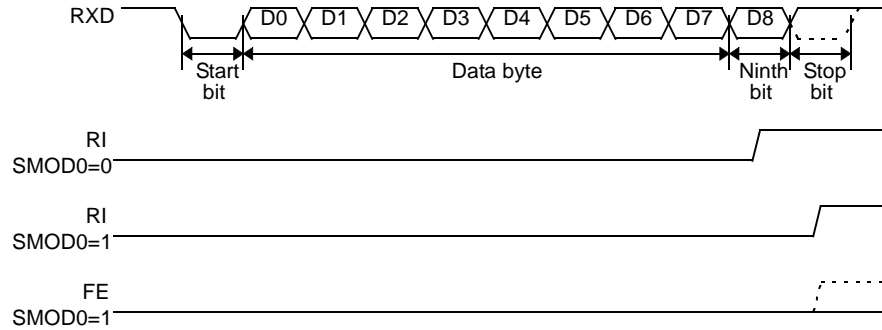 RXD D0 D1 D2 D3 D4 D5 D6 D7 D8
Start bit Data byte Ninth bit Stop bit
RI
SMOD0=0
RI
SMOD0=1
FE
SMOD0=1